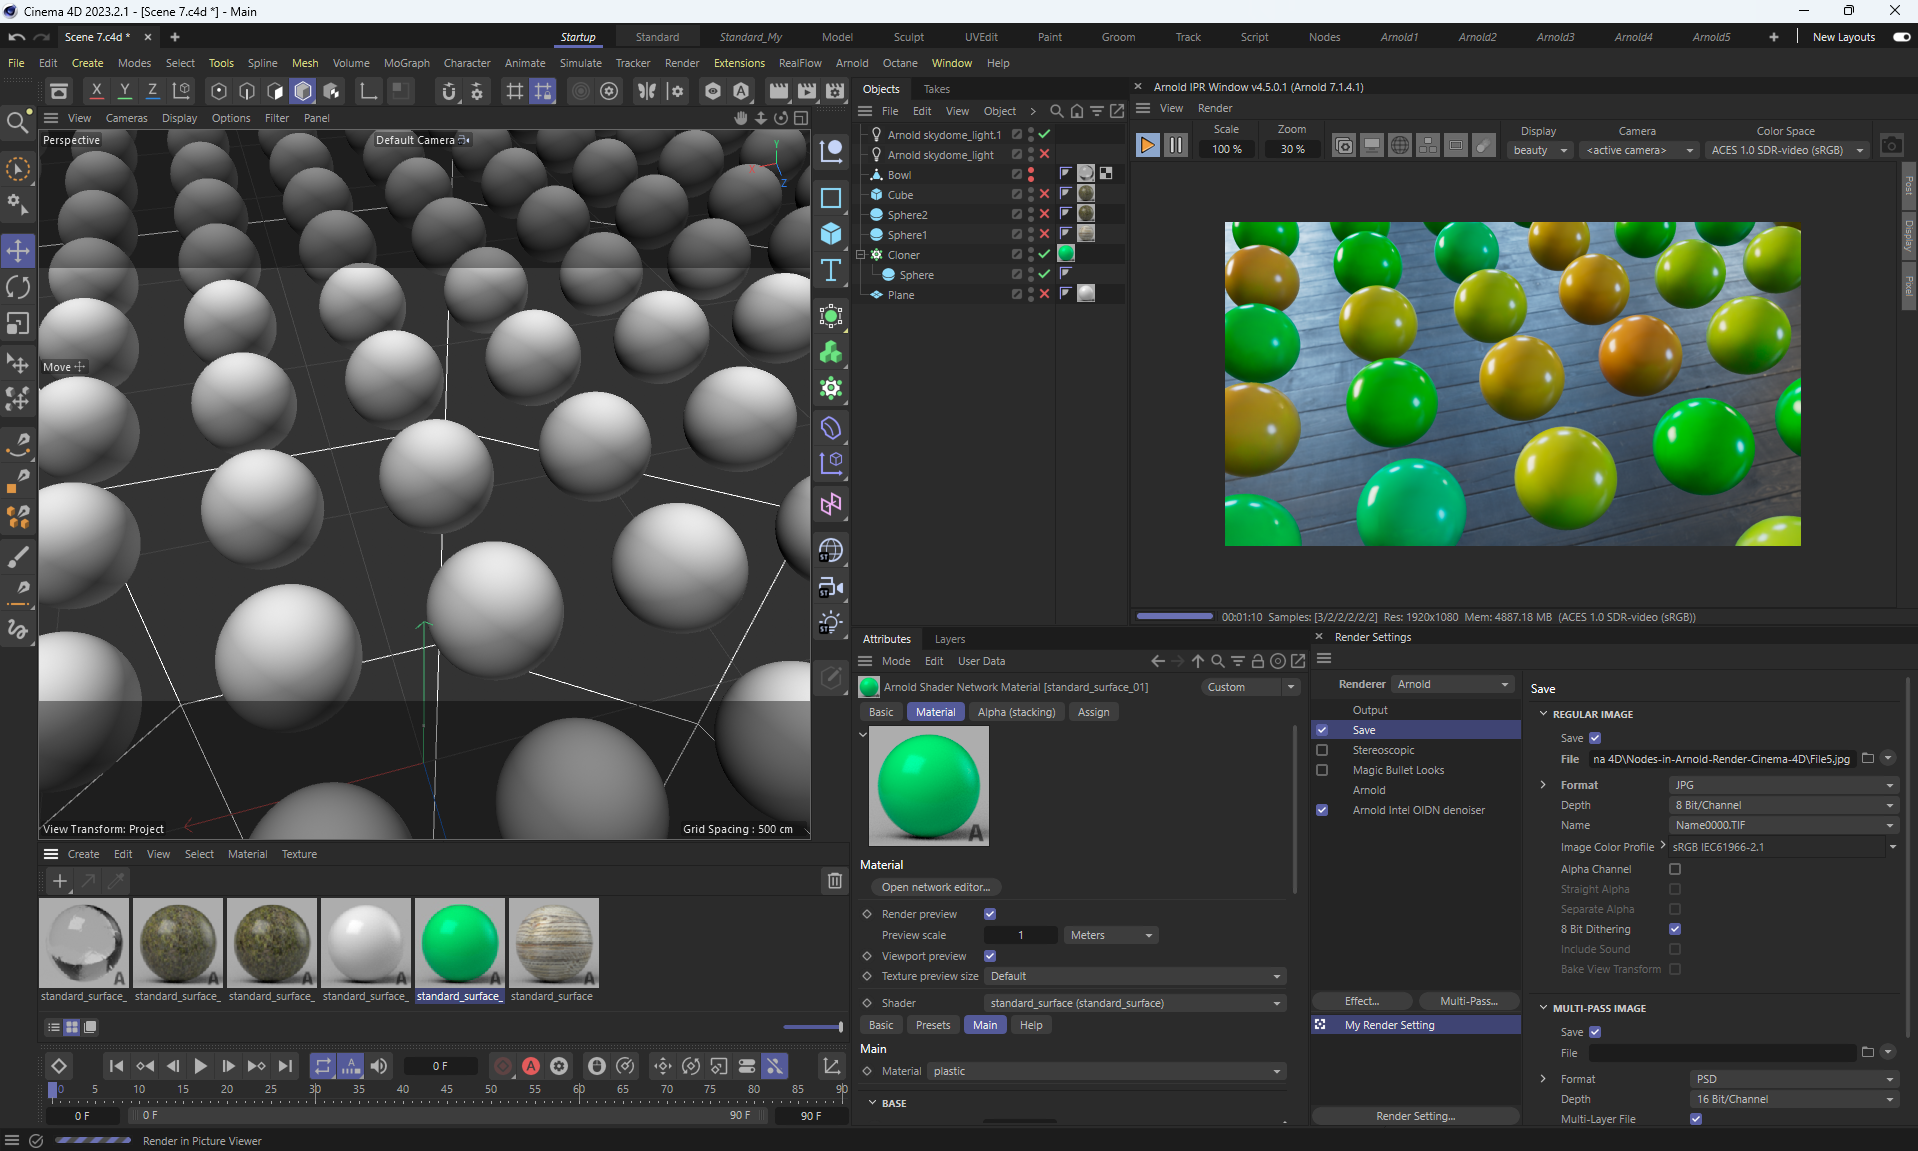 Cinema 4D 2023.2.1 - [Scene 7.c4d *] - Main
Scene 7.c4d *
Startup Standard Standard_My Model Sculpt UVEdit Paint Groom Track Script Nodes Arnold1 Arnold2 Arnold3 Arnold4 Arnold5 New Layouts
File Edit Create Modes Select Tools Spline Mesh Volume MoGraph Character Animate Simulate Tracker Render Extensions RealFlow Arnold Octane Window Help
X Y Z
View Cameras Display Options Filter Panel
Perspective
Default Camera
Move
View Transform: Project
Grid Spacing : 500 cm
Objects Takes
File Edit View Object
Arnold skydome_light.1
Arnold skydome_light
Bowl
Cube
Sphere2
Sphere1
Cloner
Sphere
Plane
Arnold IPR Window v4.5.0.1 (Arnold 7.1.4.1)
View Render
Scale Zoom Display Camera Color Space
100 % 30 % beauty <active camera> ACES 1.0 SDR-video (sRGB)
Post
Display
Pixel
00:01:10 Samples: [3/2/2/2/2/2] Res: 1920x1080 Mem: 4887.18 MB (ACES 1.0 SDR-video (sRGB))
Attributes Layers
Mode Edit User Data
Arnold Shader Network Material [standard_surface_01]
Custom
Basic Material Alpha (stacking) Assign
Material
Open network editor...
Render preview
Preview scale 1 Meters
Viewport preview
Texture preview size Default
Shader standard_surface (standard_surface)
Basic Presets Main Help
Main
Material plastic
BASE
Render Settings
Renderer Arnold
Output
Save
Stereoscopic
Magic Bullet Looks
Arnold
Arnold Intel OIDN denoiser
Effect... Multi-Pass...
My Render Setting
Render Setting...
Save
REGULAR IMAGE
Save
File na 4D\Nodes-in-Arnold-Render-Cinema-4D\File5.jpg
Format JPG
Depth 8 Bit/Channel
Name Name0000.TIF
Image Color Profile sRGB IEC61966-2.1
Alpha Channel
Straight Alpha
Separate Alpha
8 Bit Dithering
Include Sound
Bake View Transform
MULTI-PASS IMAGE
Save
File
Format PSD
Depth 16 Bit/Channel
Multi-Layer File
Create Edit View Select Material Texture
standard_surface_ standard_surface_ standard_surface_ standard_surface_ standard_surface_ standard_surface
0 F
0 5 10 15 20 25 30 35 40 45 50 55 60 65 70 75 80 85 90
0 F 0 F 90 F 90 F
Render in Picture Viewer